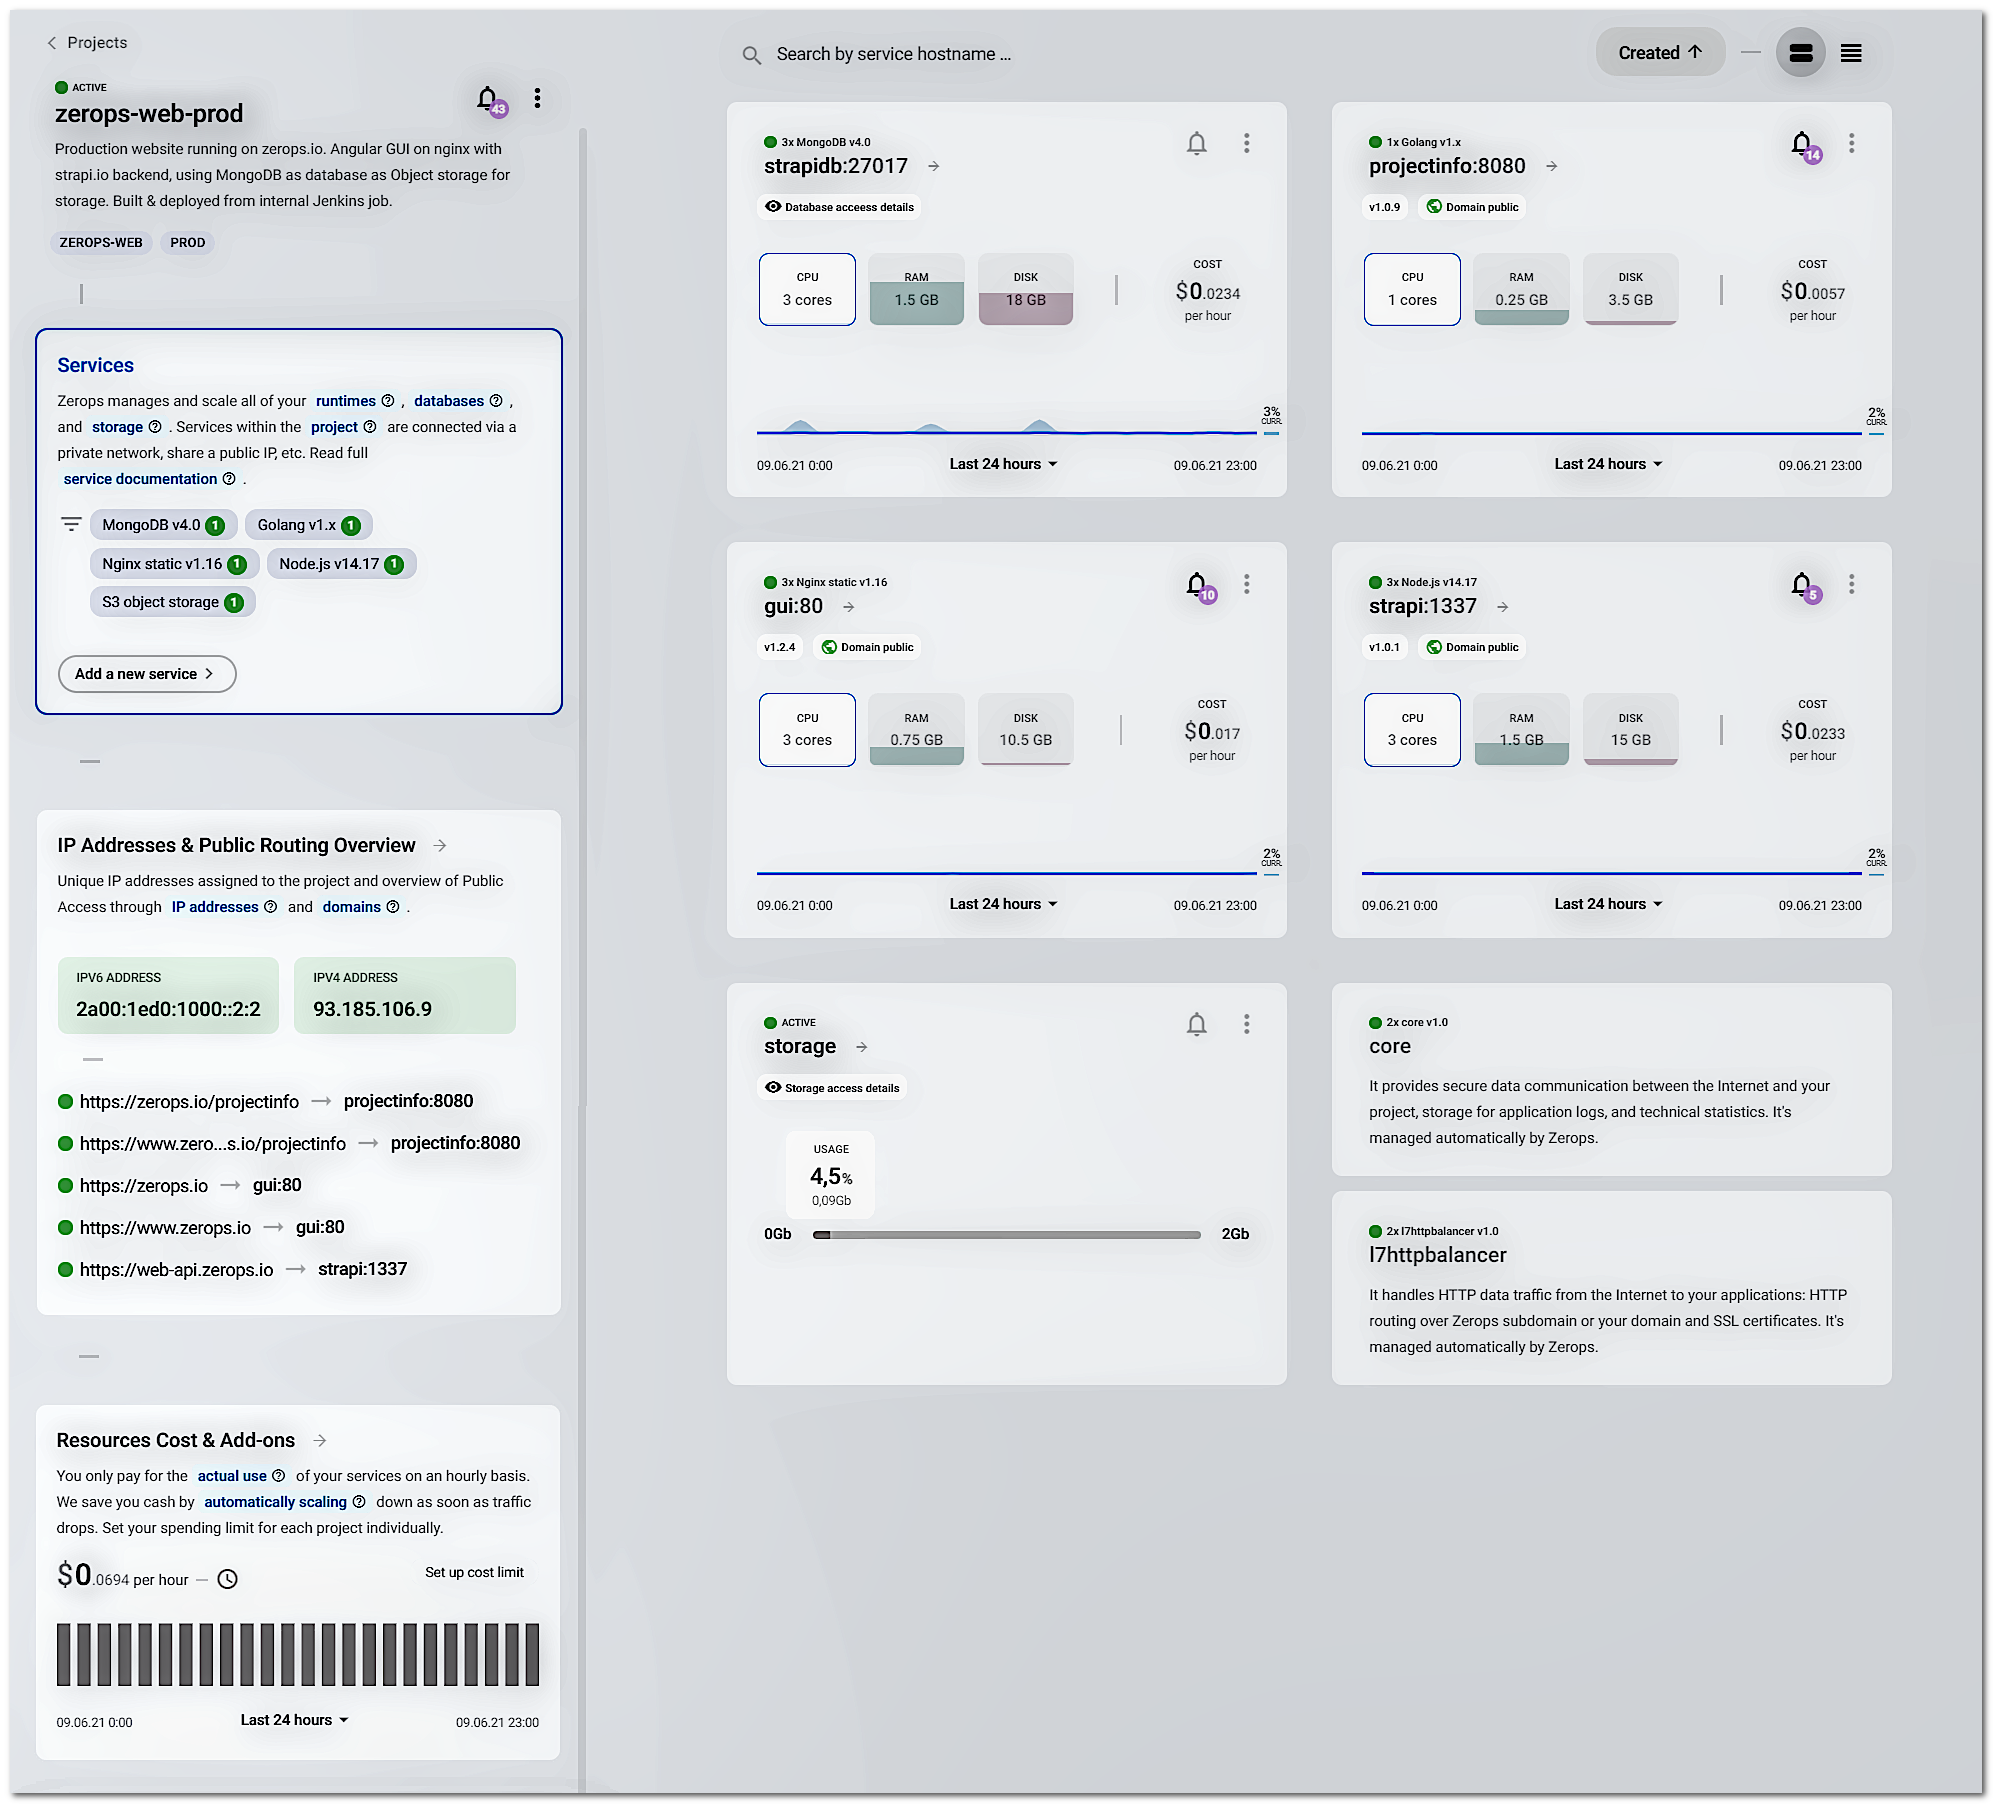 Projects
ACTIVE
zerops-web-prod
43
Production website running on zerops.io. Angular GUI on nginx with
strapi.io backend, using MongoDB as database as Object storage for
storage. Built & deployed from internal Jenkins job.
ZEROPS-WEB PROD
Services
Zerops manages and scale all of your runtimes , databases ,
and storage . Services within the project are connected via a
private network, share a public IP, etc. Read full
service documentation .
MongoDB v4.0 1 Golang v1.x 1
Nginx static v1.16 1 Node.js v14.17 1
S3 object storage 1
Add a new service
IP Addresses & Public Routing Overview
Unique IP addresses assigned to the project and overview of Public
Access through IP addresses and domains .
IPV6 ADDRESS
2a00:1ed0:1000::2:2
IPV4 ADDRESS
93.185.106.9
https://zerops.io/projectinfo → projectinfo:8080
https://www.zero...s.io/projectinfo → projectinfo:8080
https://zerops.io → gui:80
https://www.zerops.io → gui:80
https://web-api.zerops.io → strapi:1337
Resources Cost & Add-ons
You only pay for the actual use of your services on an hourly basis.
We save you cash by automatically scaling down as soon as traffic
drops. Set your spending limit for each project individually.
$0.0694 per hour —
Set up cost limit
09.06.21 0:00 Last 24 hours 09.06.21 23:00
Search by service hostname ...
Created ↑
3x MongoDB v4.0
strapidb:27017 →
Database acceess details
CPU
3 cores
RAM
1.5 GB
DISK
18 GB
COST
$0.0234
per hour
3%
CURR.
09.06.21 0:00 Last 24 hours 09.06.21 23:00
1x Golang v1.x
projectinfo:8080 →
14
v1.0.9 Domain public
CPU
1 cores
RAM
0.25 GB
DISK
3.5 GB
COST
$0.0057
per hour
2%
CURR.
09.06.21 0:00 Last 24 hours 09.06.21 23:00
3x Nginx static v1.16
gui:80 →
10
v1.2.4 Domain public
CPU
3 cores
RAM
0.75 GB
DISK
10.5 GB
COST
$0.017
per hour
2%
CURR.
09.06.21 0:00 Last 24 hours 09.06.21 23:00
3x Node.js v14.17
strapi:1337 →
5
v1.0.1 Domain public
CPU
3 cores
RAM
1.5 GB
DISK
15 GB
COST
$0.0233
per hour
2%
CURR.
09.06.21 0:00 Last 24 hours 09.06.21 23:00
ACTIVE
storage →
Storage access details
USAGE
4,5%
0,09Gb
0Gb 2Gb
2x core v1.0
core
It provides secure data communication between the Internet and your
project, storage for application logs, and technical statistics. It's
managed automatically by Zerops.
2x l7httpbalancer v1.0
l7httpbalancer
It handles HTTP data traffic from the Internet to your applications: HTTP
routing over Zerops subdomain or your domain and SSL certificates. It's
managed automatically by Zerops.